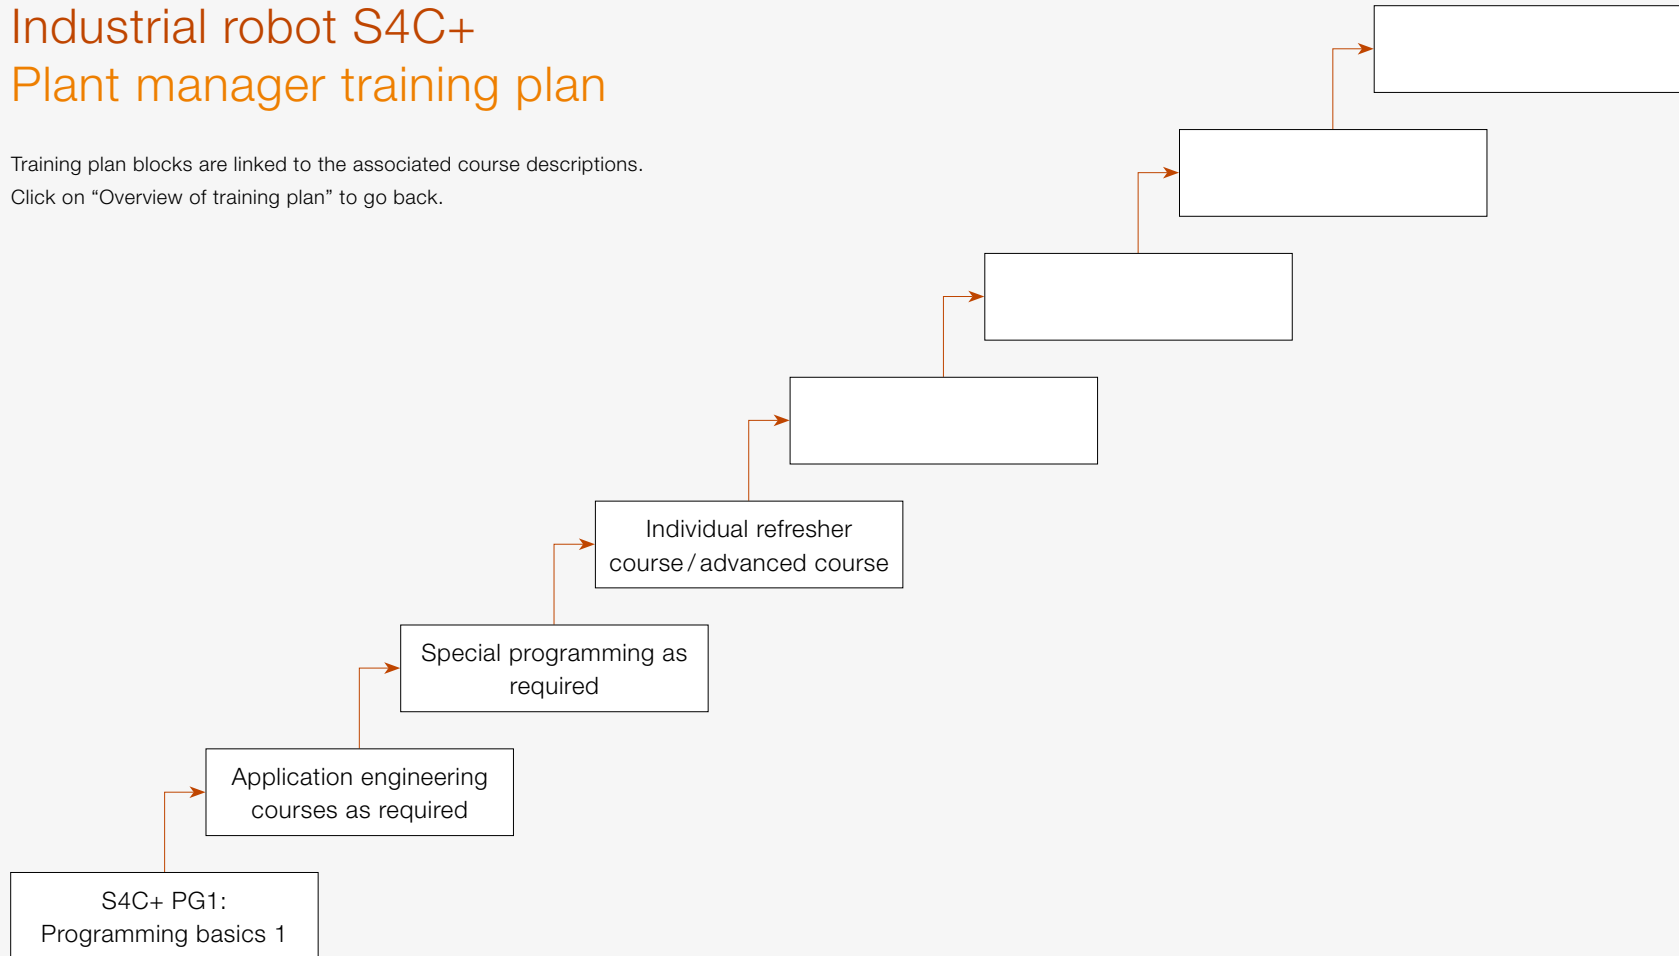 Industrial robot S4C+
Plant manager training plan
Training plan blocks are linked to the associated course descriptions.
Click on “Overview of training plan” to go back.
Individual refresher
course / advanced course
Special programming as
required
Application engineering
courses as required
S4C+ PG1:
Programming basics 1